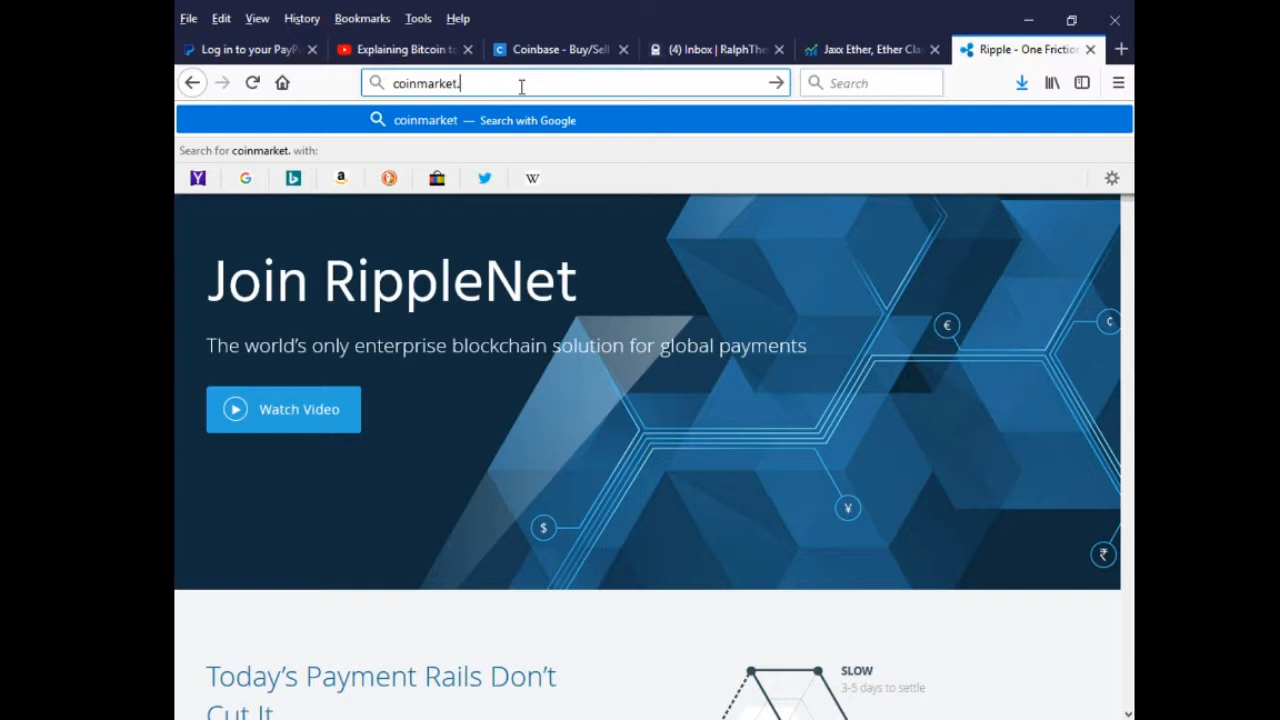 File Edit View History Bookmarks Tools Help
Log in to your PayP
Explaining Bitcoin to
Coinbase - Buy/Sell
(4) Inbox | RalphThe
Jaxx Ether, Ether Cla
Ripple - One Frictio
coinmarket.
Search
coinmarket — Search with Google
Search for coinmarket. with:
Join RippleNet
The world's only enterprise blockchain solution for global payments
Watch Video
€
¢
¥
$
₹
Today's Payment Rails Don't
Cut It
SLOW
3-5 days to settle